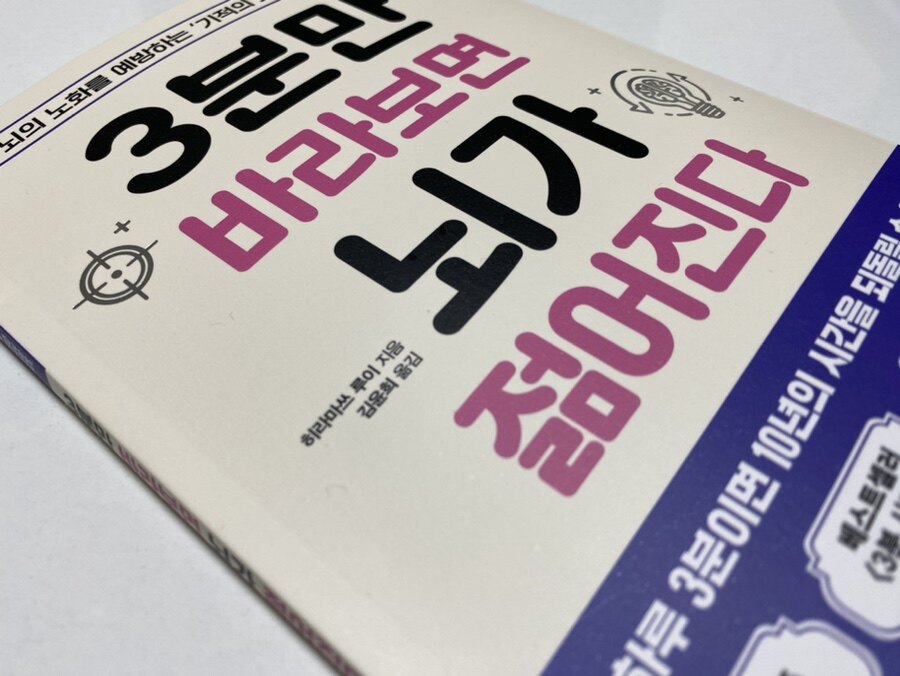 뇌의 노화를 예방하는 '기적의
3분만
바라보면
뇌가
젊어진다
히라마쓰 루이 지음
김윤희 옮김
하루 3분이면 10년의 시간을 되돌릴
베스트셀러
〈3분